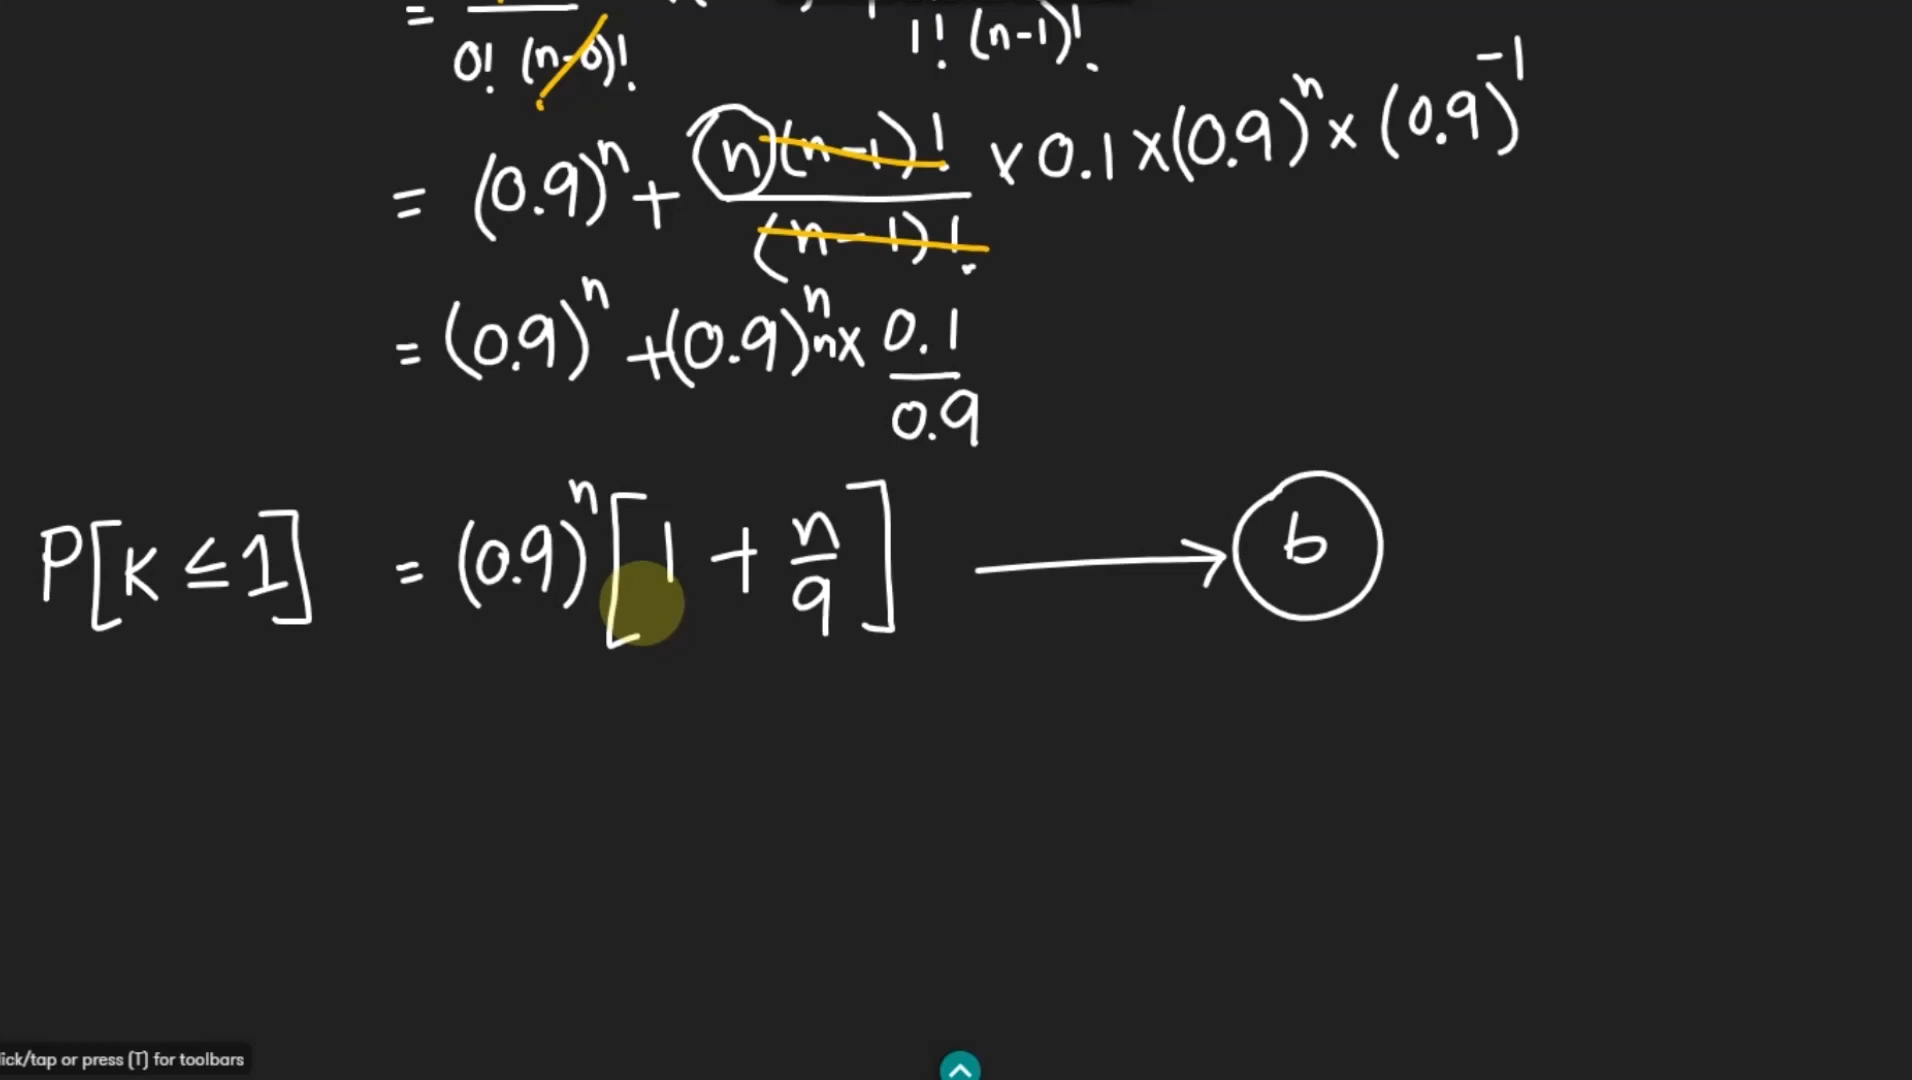 =
0! (n-0)!
1! (n-1)!
= (0.9)^n + n(n-1)! / (n-1)! × 0.1 × (0.9)^n × (0.9)^-1
= (0.9)^n + (0.9)^n n × 0.1 / 0.9
P[K ≤ 1] = (0.9)^n [1 + n/9] → b
lick/tap or press (T) for toolbars